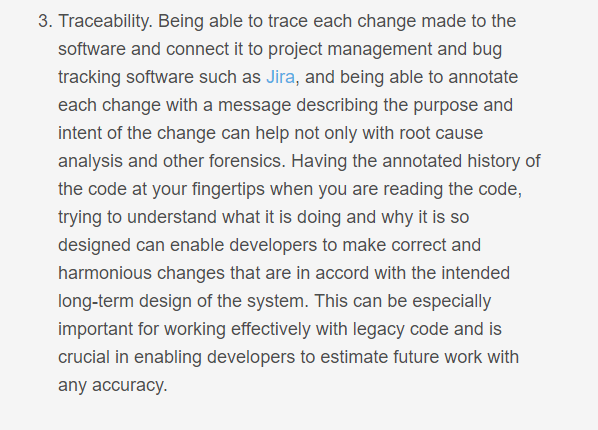 3. Traceability. Being able to trace each change made to the
software and connect it to project management and bug
tracking software such as Jira, and being able to annotate
each change with a message describing the purpose and
intent of the change can help not only with root cause
analysis and other forensics. Having the annotated history of
the code at your fingertips when you are reading the code,
trying to understand what it is doing and why it is so
designed can enable developers to make correct and
harmonious changes that are in accord with the intended
long-term design of the system. This can be especially
important for working effectively with legacy code and is
crucial in enabling developers to estimate future work with
any accuracy.